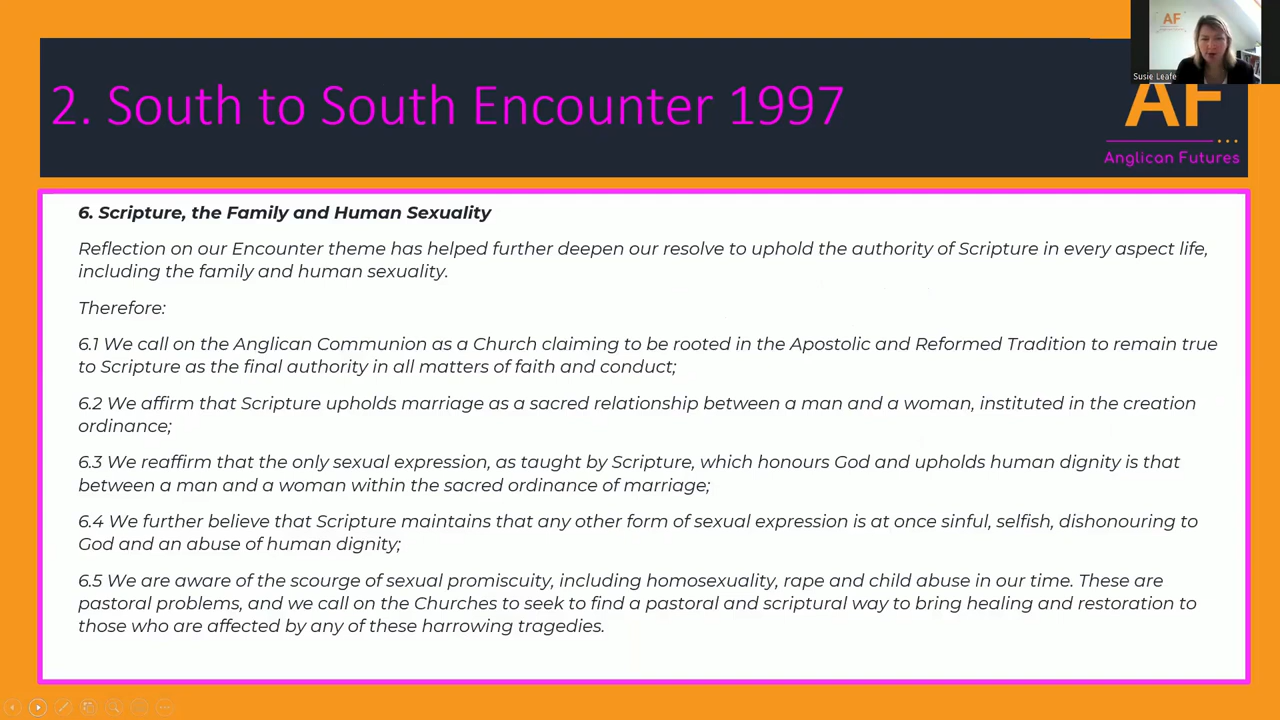 AF
Susie Leafe
2. South to South Encounter 1997
AF
Anglican Futures
6. Scripture, the Family and Human Sexuality
Reflection on our Encounter theme has helped further deepen our resolve to uphold the authority of Scripture in every aspect life,
including the family and human sexuality.
Therefore:
6.1 We call on the Anglican Communion as a Church claiming to be rooted in the Apostolic and Reformed Tradition to remain true
to Scripture as the final authority in all matters of faith and conduct;
6.2 We affirm that Scripture upholds marriage as a sacred relationship between a man and a woman, instituted in the creation
ordinance;
6.3 We reaffirm that the only sexual expression, as taught by Scripture, which honours God and upholds human dignity is that
between a man and a woman within the sacred ordinance of marriage;
6.4 We further believe that Scripture maintains that any other form of sexual expression is at once sinful, selfish, dishonouring to
God and an abuse of human dignity;
6.5 We are aware of the scourge of sexual promiscuity, including homosexuality, rape and child abuse in our time. These are
pastoral problems, and we call on the Churches to seek to find a pastoral and scriptural way to bring healing and restoration to
those who are affected by any of these harrowing tragedies.